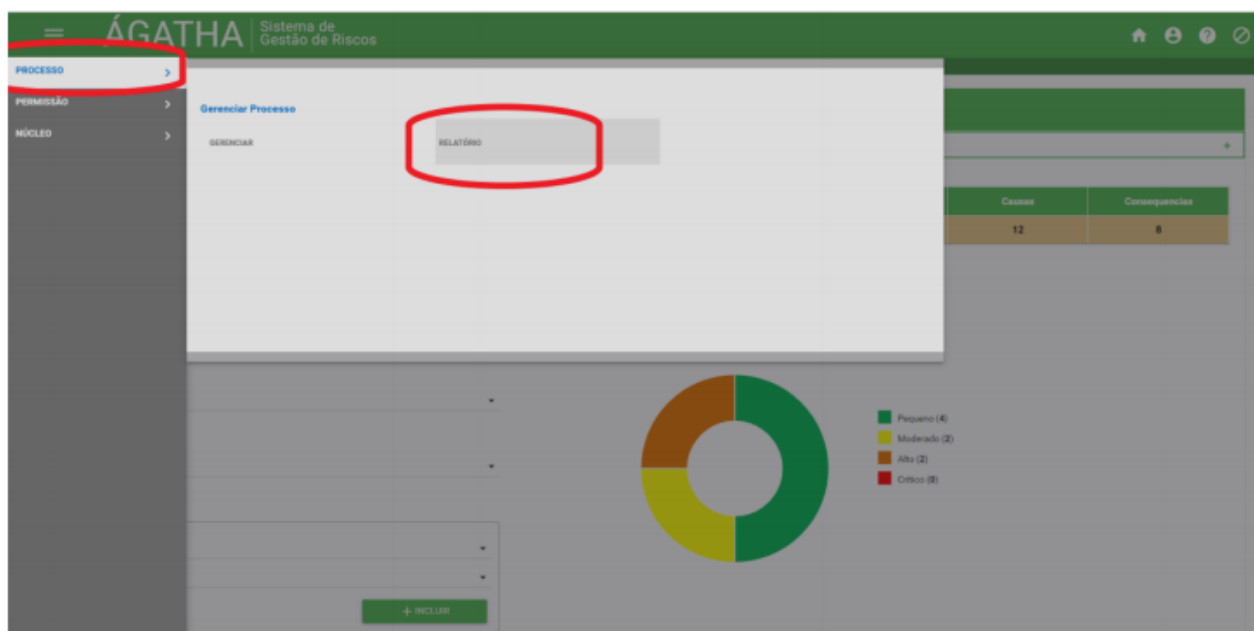 ÁGATHA
Sistema de
Gestão de Riscos
PROCESSO
PERMISSÃO
NÚCLEO
Gerenciar Processo
GERENCIAR
RELATÓRIO
+
Causas
Consequencias
12
8
Pequeno (4)
Moderado (2)
Alto (2)
Crítico (0)
+ INCLUIR